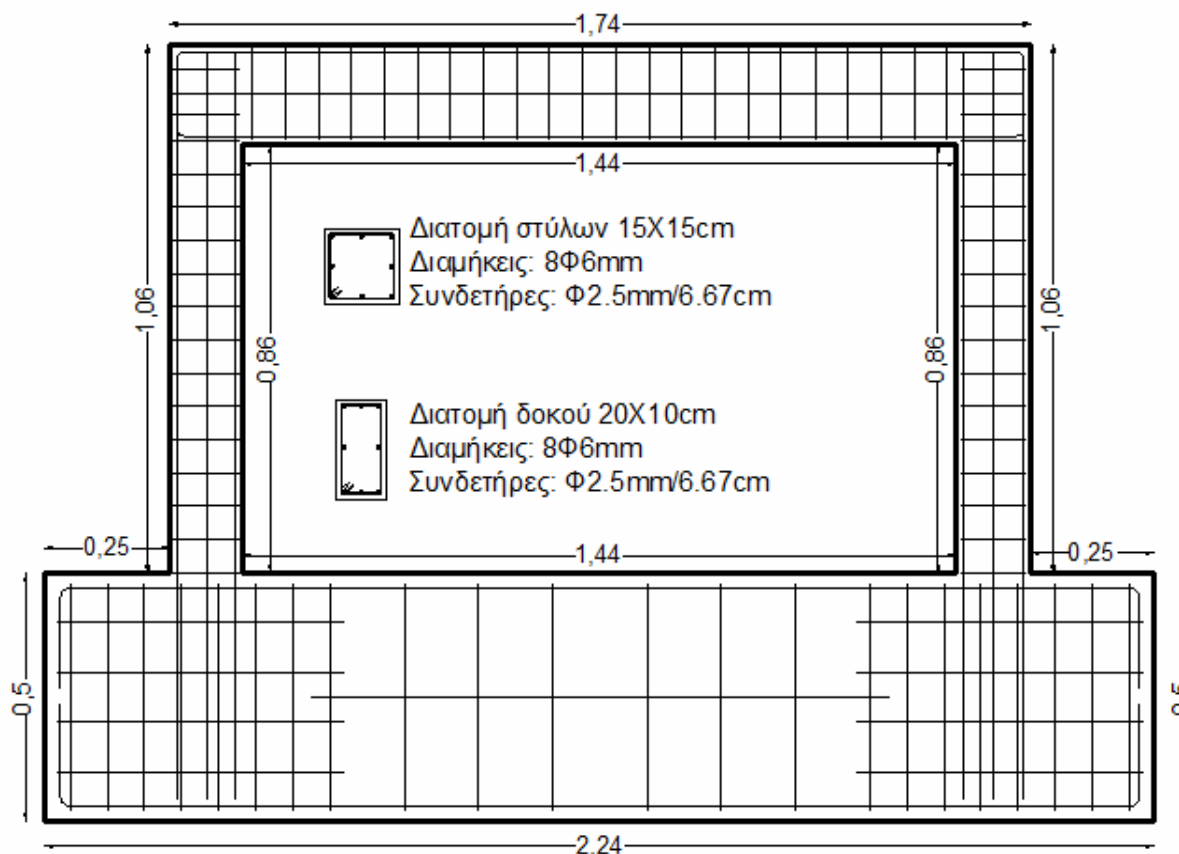 1,74
1,44
Διατομή στύλων 15X15cm
Διαμήκεις: 8Φ6mm
Συνδετήρες: Φ2.5mm/6.67cm
1,06
0,86
0,86
1,06
Διατομή δοκού 20X10cm
Διαμήκεις: 8Φ6mm
Συνδετήρες: Φ2.5mm/6.67cm
0,25
1,44
0,25
0,5
2,24